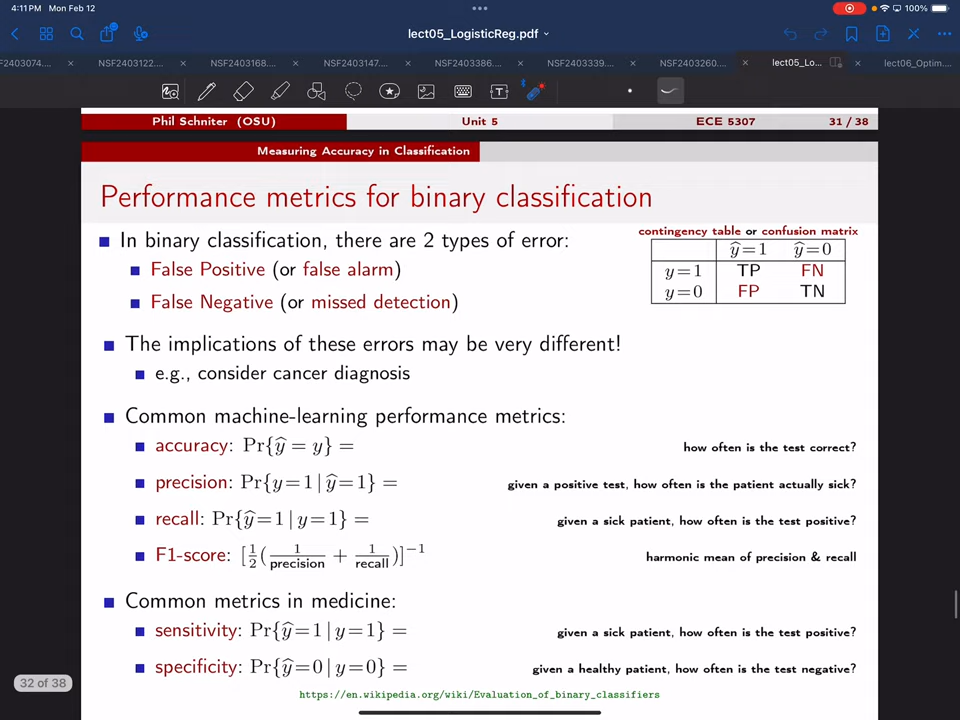 4:11 PM Mon Feb 12
100%
lect05_LogisticReg.pdf
F2403074....
NSF2403122....
NSF2403168....
NSF2403147....
NSF2403386....
NSF2403339....
NSF2403260....
lect05_Lo...
lect06_Optim.
T
Phil Schniter (OSU) Unit 5 ECE 5307 31 / 38
Measuring Accuracy in Classification
Performance metrics for binary classification
In binary classification, there are 2 types of error:
False Positive (or false alarm)
False Negative (or missed detection)
contingency table or confusion matrix
ŷ=1 ŷ=0
y=1 TP FN
y=0 FP TN
The implications of these errors may be very different!
e.g., consider cancer diagnosis
Common machine-learning performance metrics:
accuracy: Pr{ŷ = y} = how often is the test correct?
precision: Pr{y=1 | ŷ=1} = given a positive test, how often is the patient actually sick?
recall: Pr{ŷ=1 | y=1} = given a sick patient, how often is the test positive?
F1-score: [1/2(1/precision + 1/recall)]⁻¹ harmonic mean of precision & recall
Common metrics in medicine:
sensitivity: Pr{ŷ=1 | y=1} = given a sick patient, how often is the test positive?
specificity: Pr{ŷ=0 | y=0} = given a healthy patient, how often is the test negative?
32 of 38
https://en.wikipedia.org/wiki/Evaluation_of_binary_classifiers